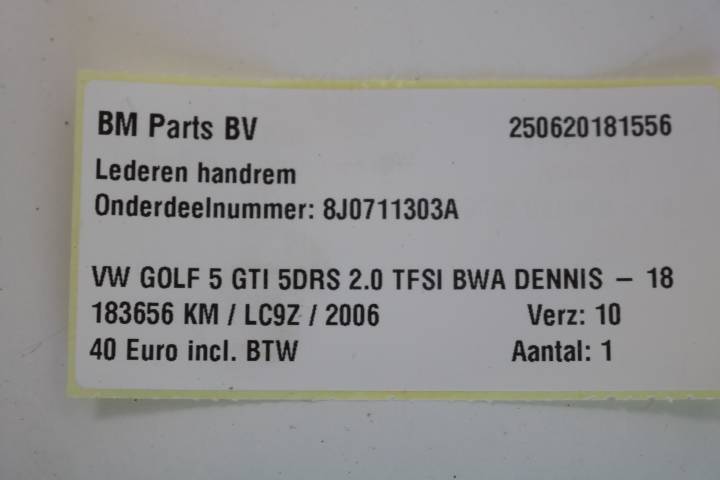 BM Parts BV 250620181556
Lederen handrem
Onderdeelnummer: 8J0711303A
VW GOLF 5 GTI 5DRS 2.0 TFSI BWA DENNIS – 18
183656 KM / LC9Z / 2006 Verz: 10
40 Euro incl. BTW Aantal: 1